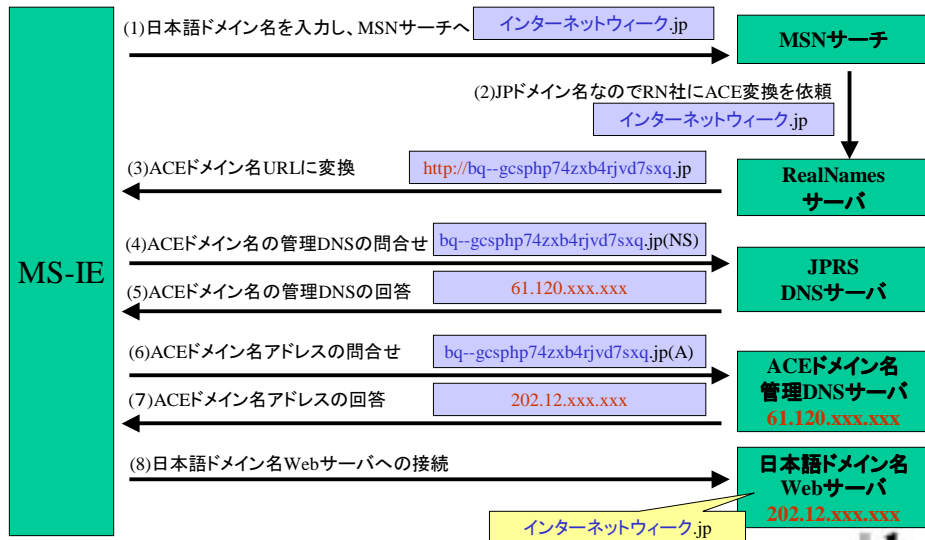 (1)日本語ドメイン名を入力し、MSNサーチへ
インターネットウィーク.jp
MSNサーチ
(2)JPドメイン名なのでRN社にACE変換を依頼
インターネットウィーク.jp
(3)ACEドメイン名URLに変換
http://bq--gcsphp74zxb4rjvd7sxq.jp
RealNames
サーバ
MS-IE
(4)ACEドメイン名の管理DNSの問合せ
bq--gcsphp74zxb4rjvd7sxq.jp(NS)
JPRS
DNSサーバ
(5)ACEドメイン名の管理DNSの回答
61.120.xxx.xxx
(6)ACEドメイン名アドレスの問合せ
bq--gcsphp74zxb4rjvd7sxq.jp(A)
ACEドメイン名
管理DNSサーバ
61.120.xxx.xxx
(7)ACEドメイン名アドレスの回答
202.12.xxx.xxx
(8)日本語ドメイン名Webサーバへの接続
日本語ドメイン名
Webサーバ
202.12.xxx.xxx
インターネットウィーク.jp